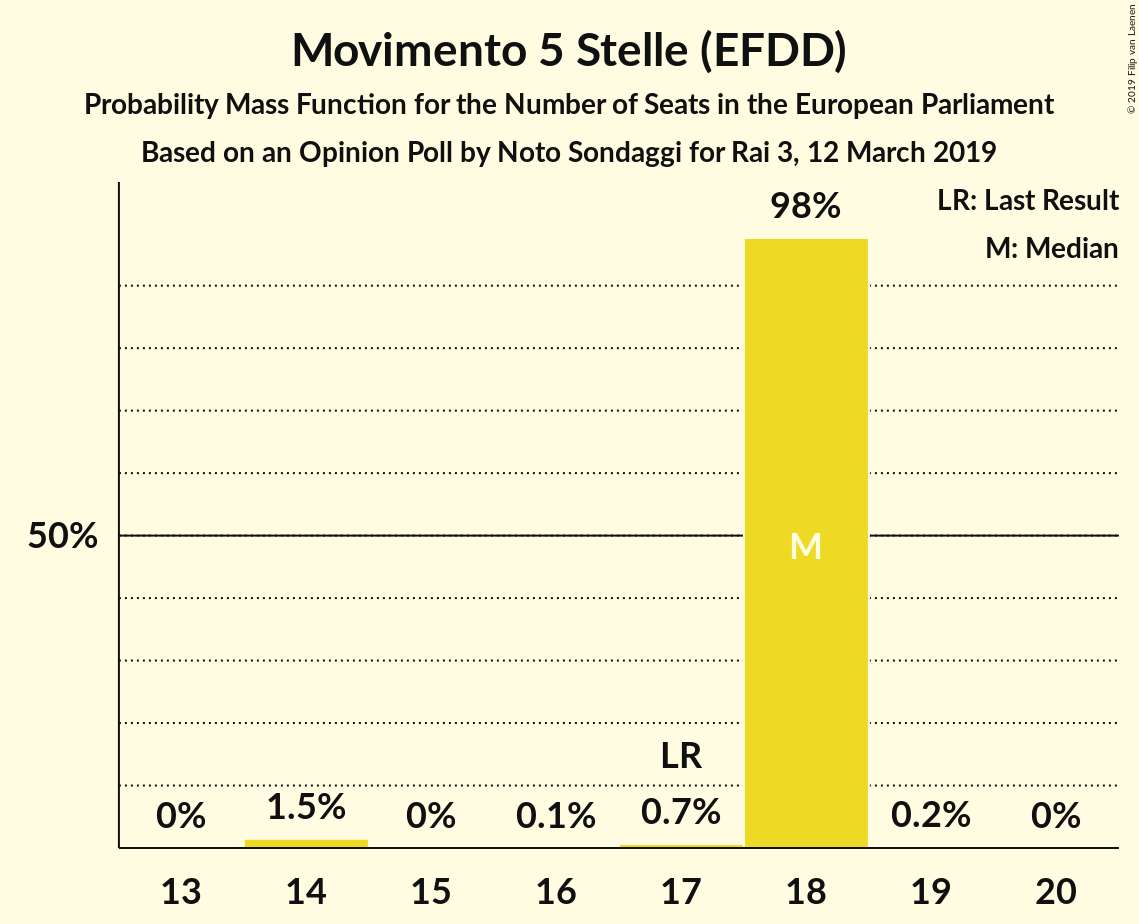 Movimento 5 Stelle (EFDD)
Probability Mass Function for the Number of Seats in the European Parliament
Based on an Opinion Poll by Noto Sondaggi for Rai 3, 12 March 2019
© 2019 Filip van Laenen
LR: Last Result
M: Median
98%
50%
M
LR
0%
1.5%
0%
0.1%
0.7%
0.2%
0%
13
14
15
16
17
18
19
20